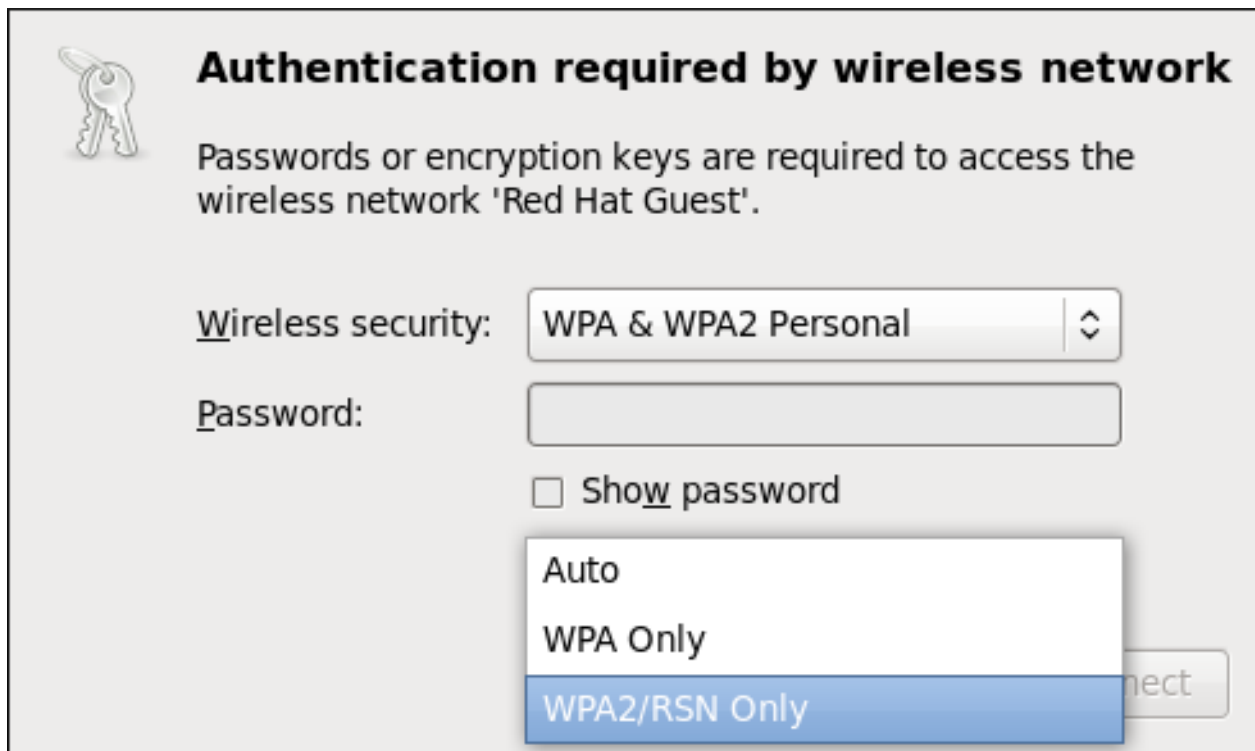 Authentication required by wireless network
Passwords or encryption keys are required to access the
wireless network 'Red Hat Guest'.
Wireless security: WPA & WPA2 Personal
Password:
Show password
Auto
WPA Only
WPA2/RSN Only